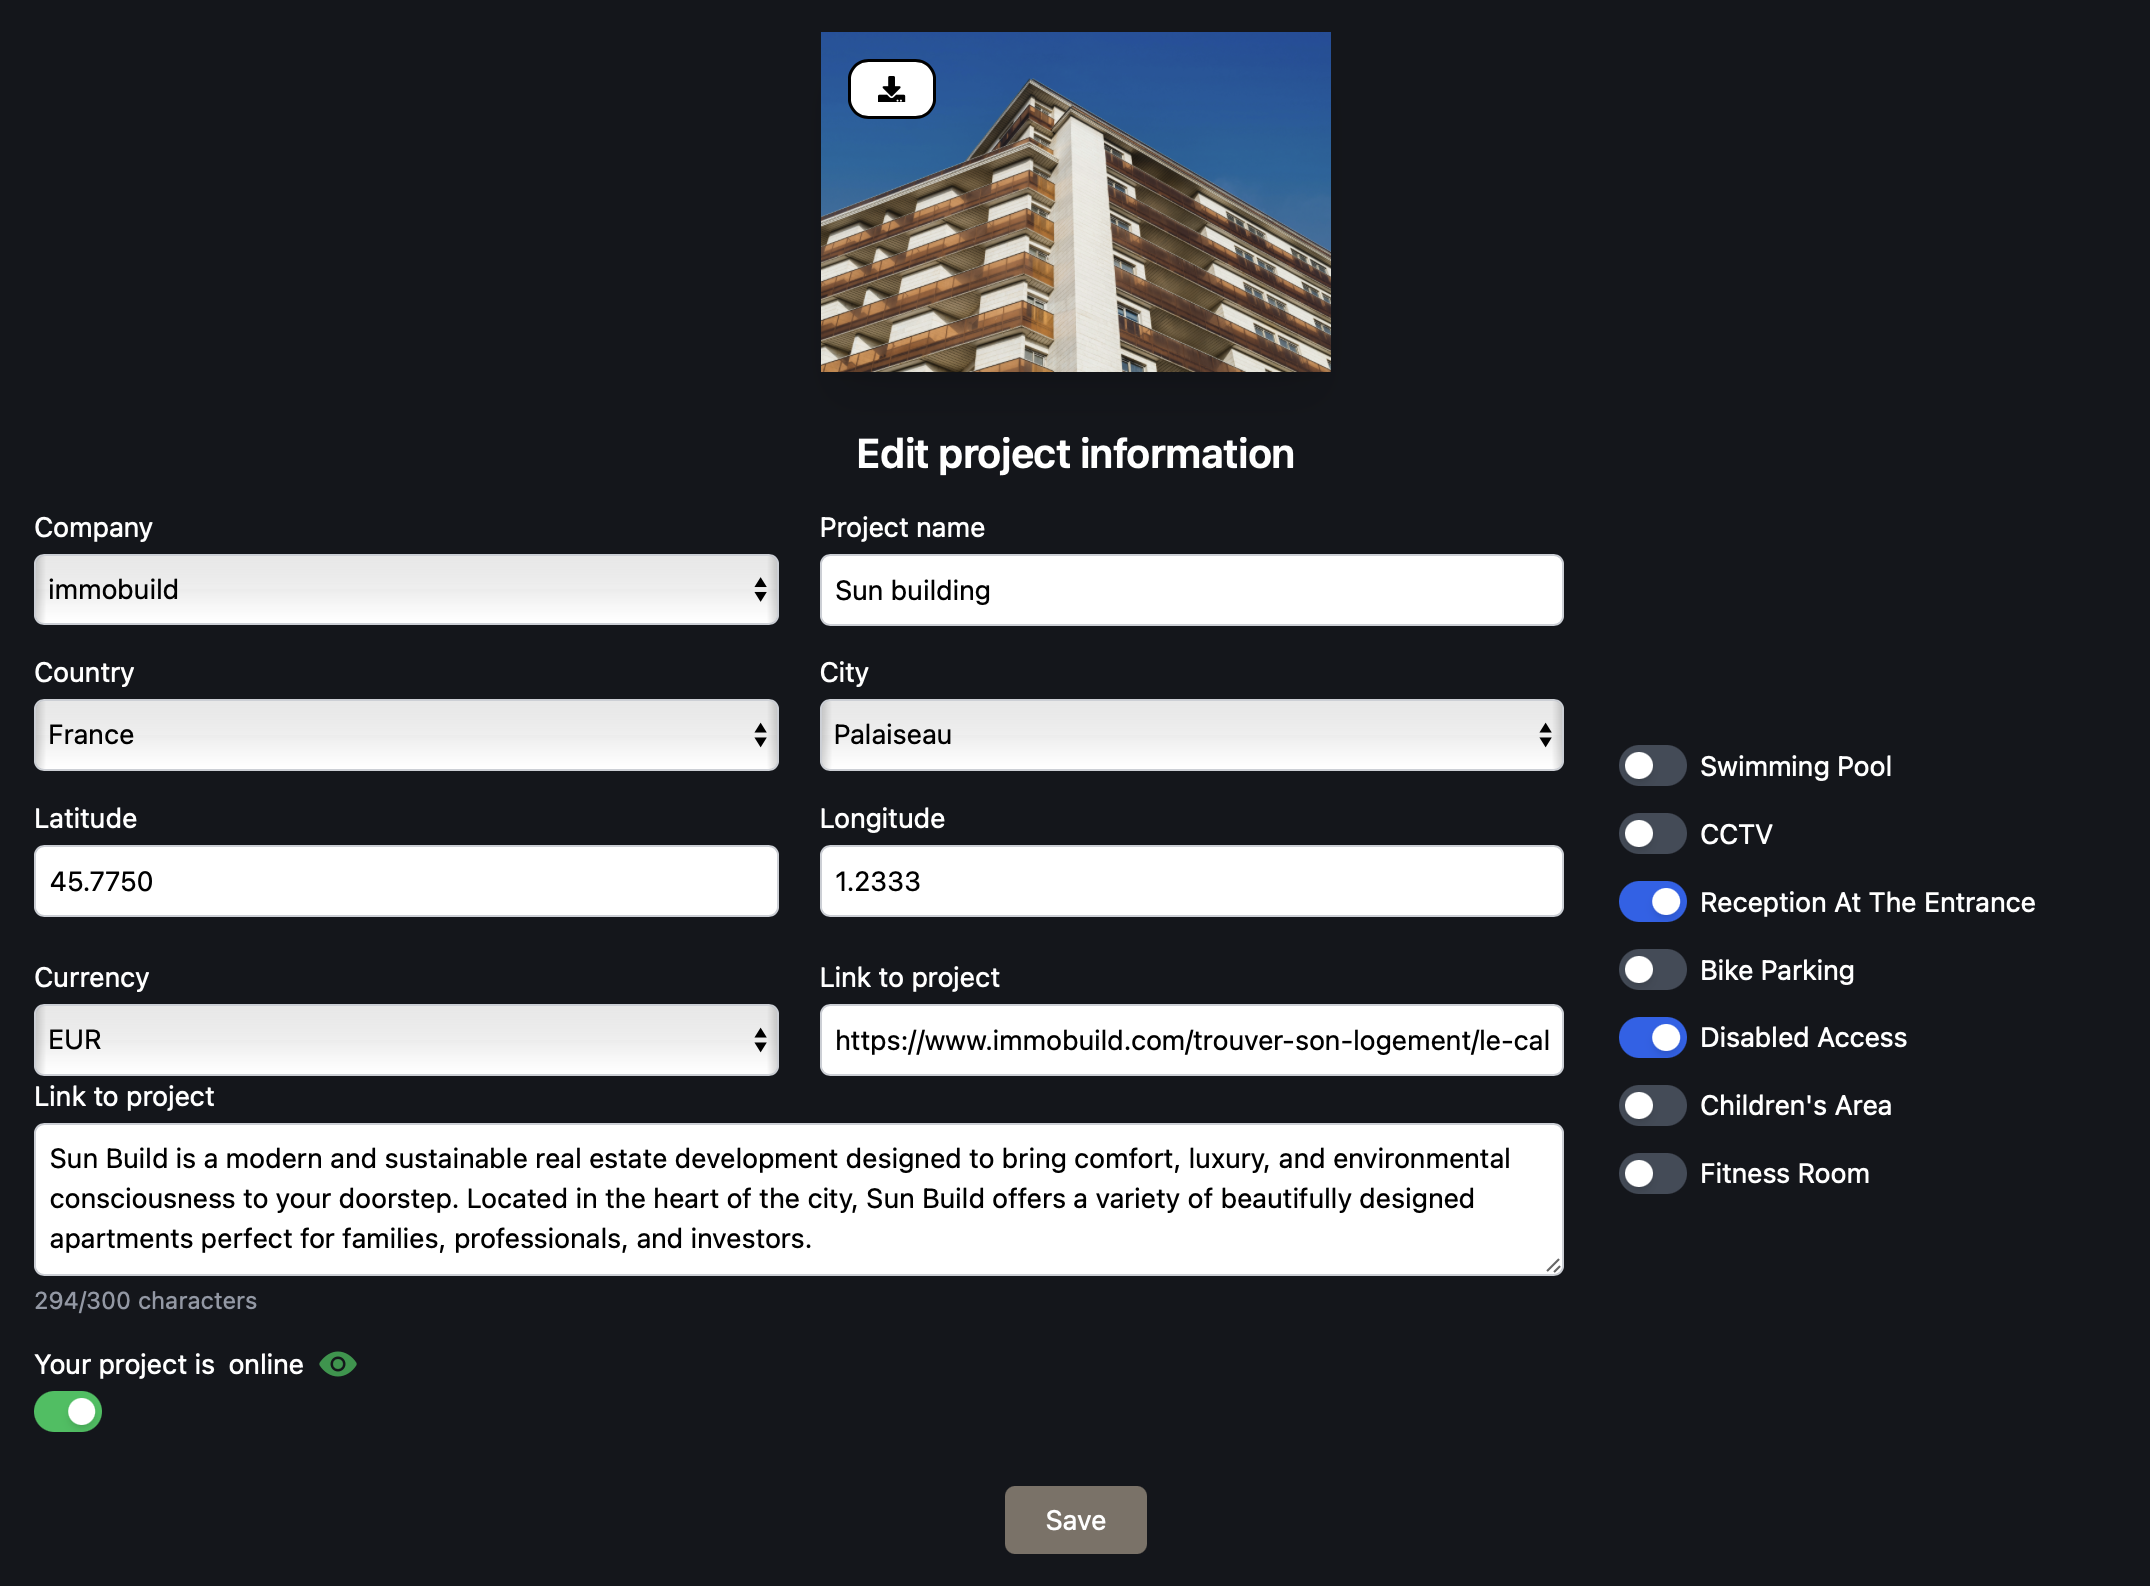 Edit project information
Company
Project name
immobuild
Sun building
Country
City
France
Palaiseau
Latitude
Longitude
45.7750
1.2333
Currency
Link to project
EUR
https://www.immobuild.com/trouver-son-logement/le-cal
Link to project
Sun Build is a modern and sustainable real estate development designed to bring comfort, luxury, and environmental
consciousness to your doorstep. Located in the heart of the city, Sun Build offers a variety of beautifully designed
apartments perfect for families, professionals, and investors.
294/300 characters
Your project is online
Swimming Pool
CCTV
Reception At The Entrance
Bike Parking
Disabled Access
Children's Area
Fitness Room
Save